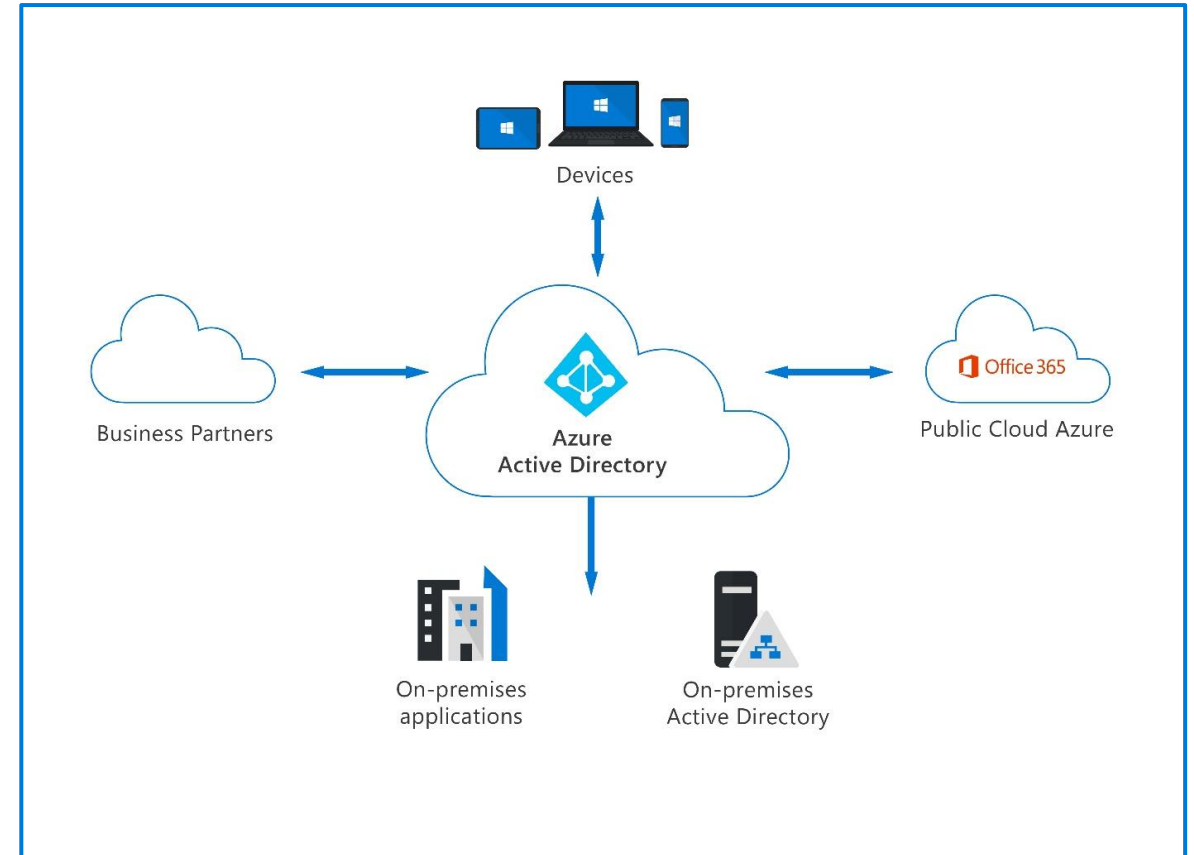 Devices
Office 365
Business Partners
Public Cloud Azure
Azure
Active Directory
On-premises
applications
On-premises
Active Directory